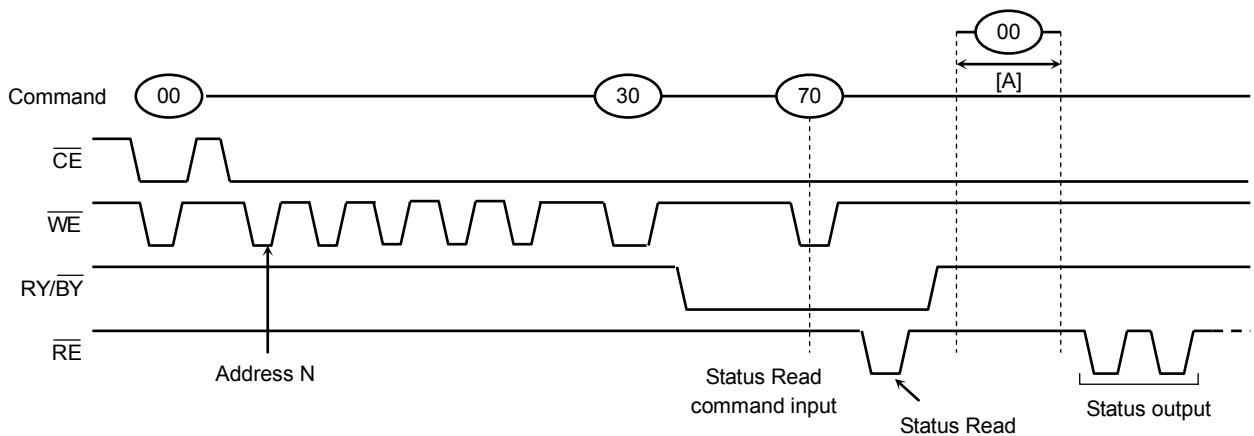 00
[A]
Command
00
30
70
CE
WE
RY/BY
RE
Address N
Status Read
command input
Status Read
Status output